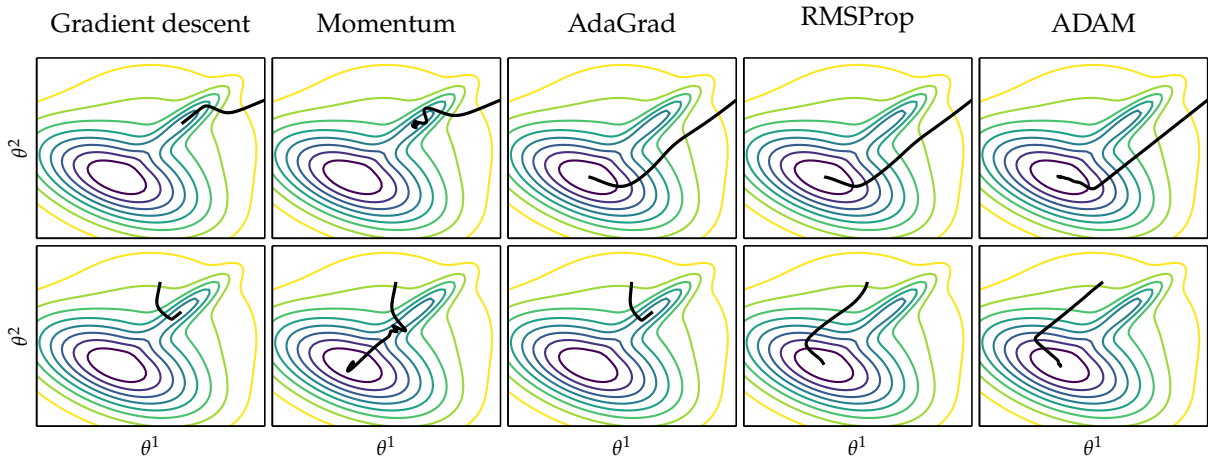 Gradient descent Momentum AdaGrad RMSProp ADAM
θ²
θ²
θ¹ θ¹ θ¹ θ¹ θ¹